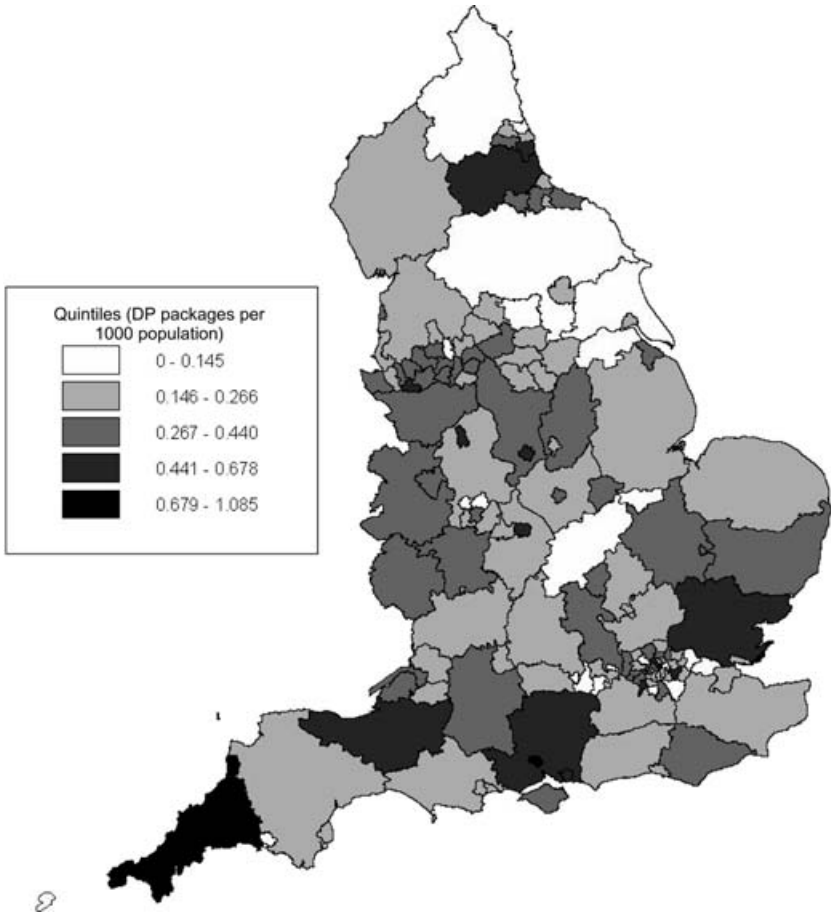 Quintiles (DP packages per
1000 population)
0 - 0.145
0.146 - 0.266
0.267 - 0.440
0.441 - 0.678
0.679 - 1.085